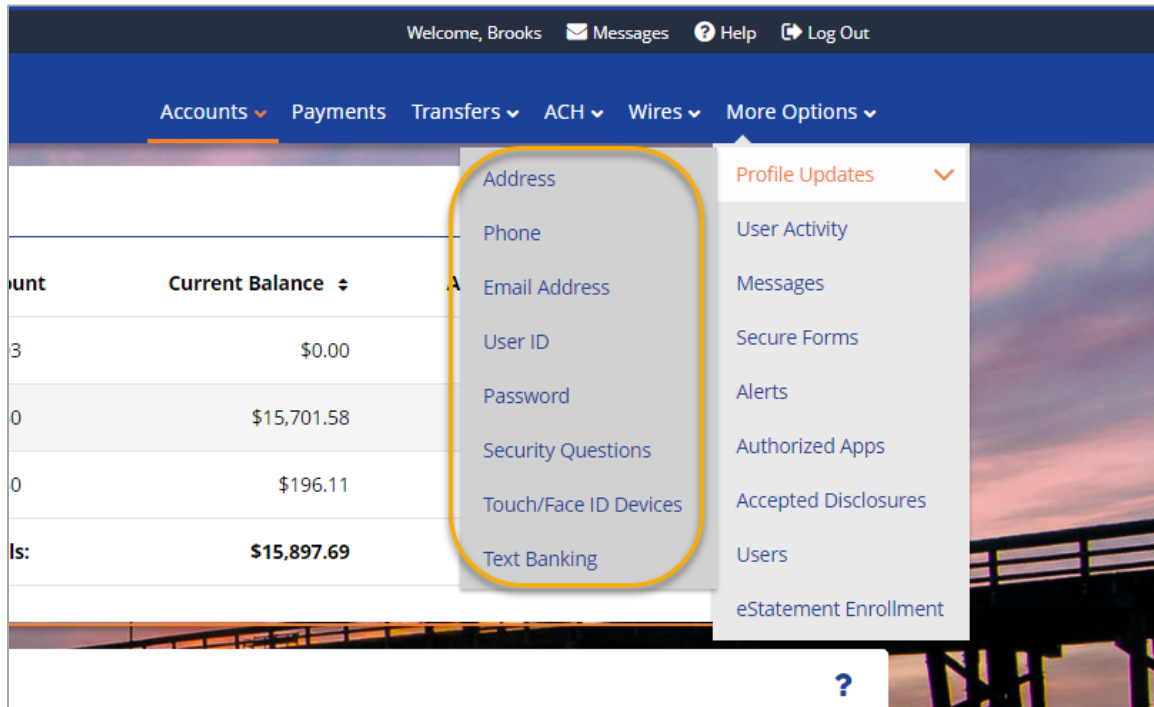 Welcome, Brooks Messages Help Log Out
Accounts Payments Transfers ACH Wires More Options
Address
Phone
Email Address
User ID
Password
Security Questions
Touch/Face ID Devices
Text Banking
Profile Updates
User Activity
Messages
Secure Forms
Alerts
Authorized Apps
Accepted Disclosures
Users
eStatement Enrollment
Current Balance
$0.00
$15,701.58
$196.11
$15,897.69
?